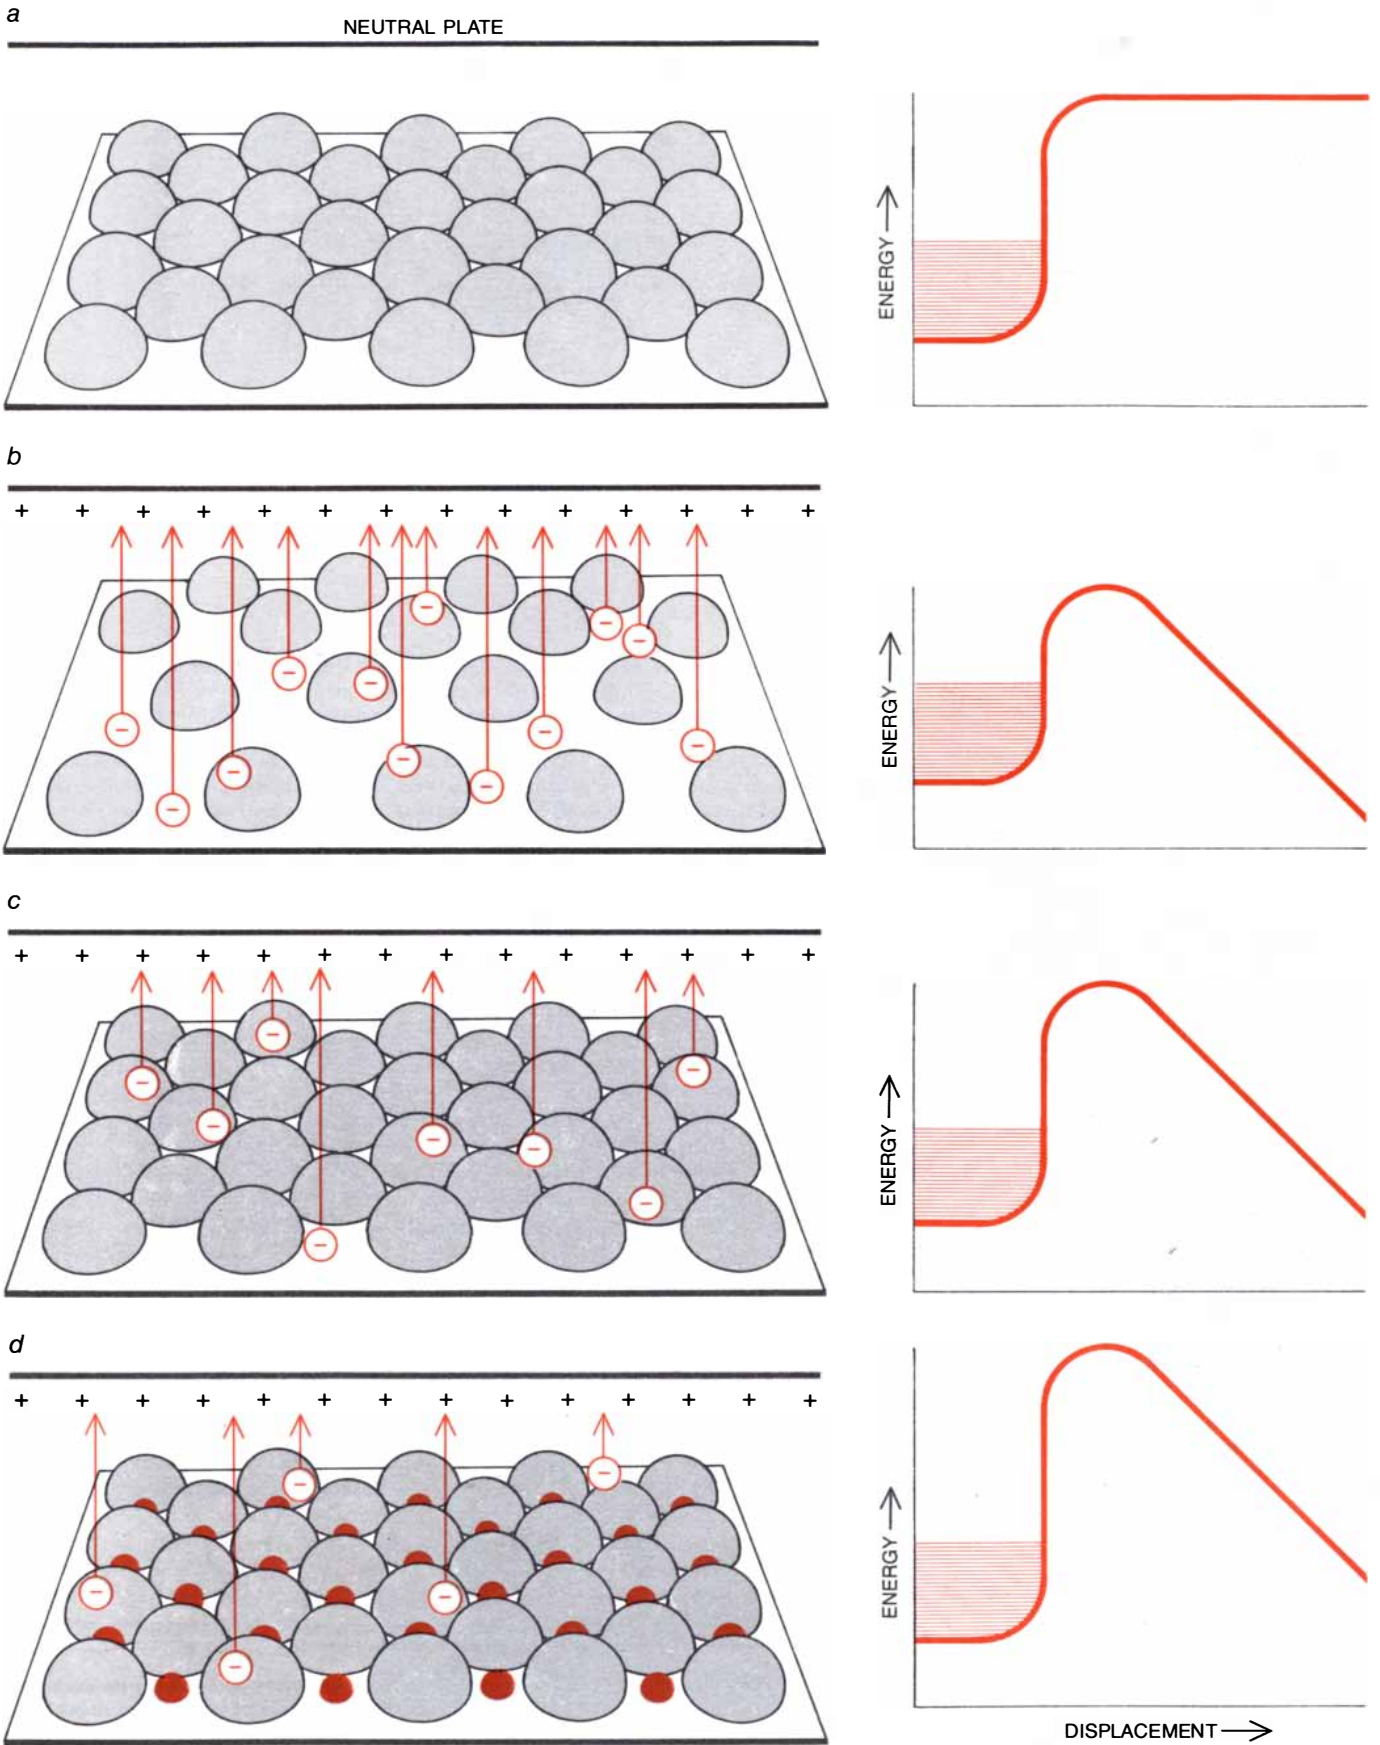 a
NEUTRAL PLATE
ENERGY
b
+ + + + + + + + + + + + + +
− − − − − − − − − − − − −
ENERGY
c
+ + + + + + + + + + + + + +
− − − − − − − −
ENERGY
d
+ + + + + + + + + + + + + +
− − − − −
ENERGY
DISPLACEMENT